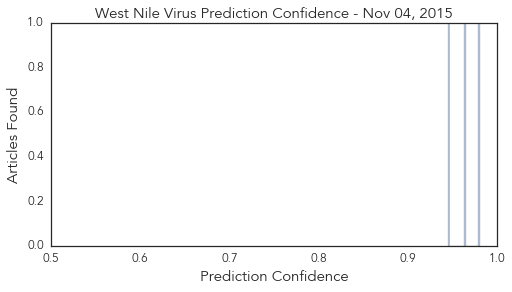 West Nile Virus Prediction Confidence - Nov 04, 2015
1.0
0.8
0.6
0.4
0.2
0.0
Articles Found
0.5 0.6 0.7 0.8 0.9 1.0
Prediction Confidence